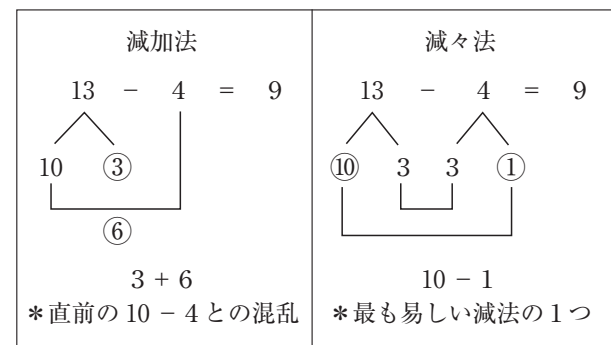 減加法
13 − 4 = 9
10 ③
⑥
3 + 6
＊直前の 10 − 4 との混乱
減々法
13 − 4 = 9
⑩ 3 3 ①
10 − 1
＊最も易しい減法の 1 つ